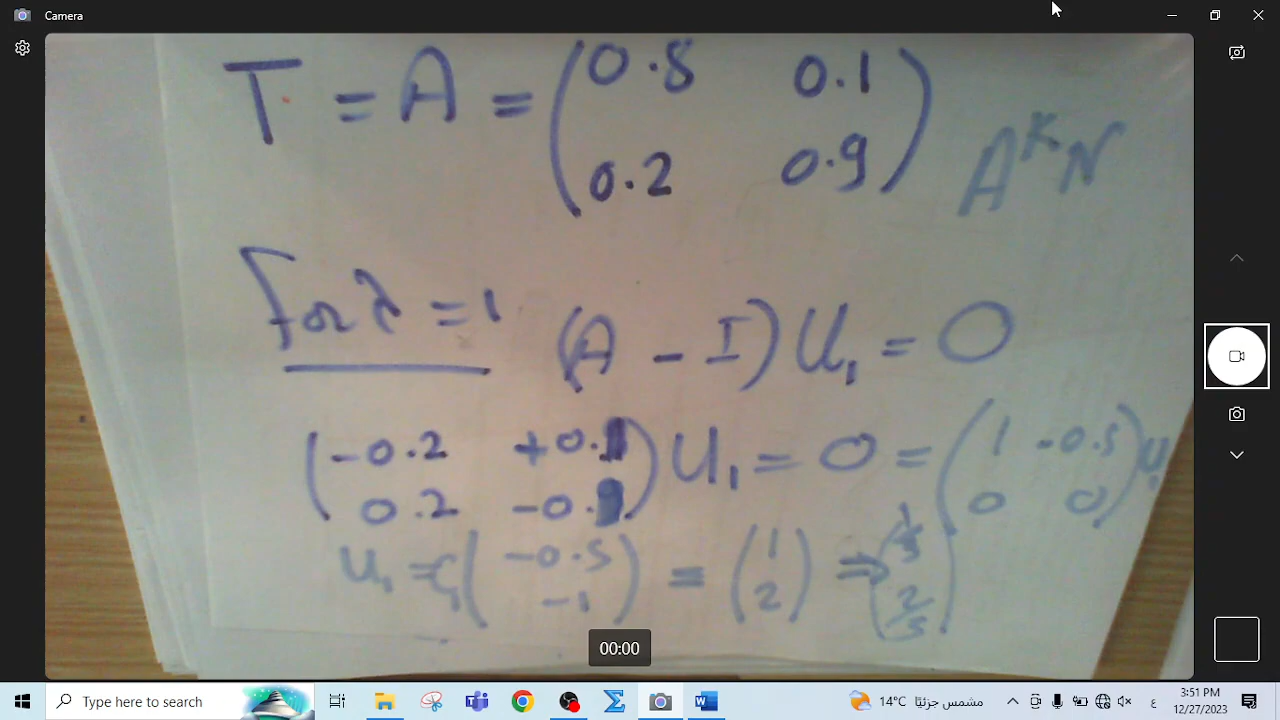 Camera
T = A = (0.8 0.1
0.2 0.9) A^K N
for λ = 1 (A - I) U₁ = 0
(-0.2 +0.1
0.2 -0.1) U₁ = 0 = (1 -0.5
0 0) U₁
U₁ = C₁ (-0.5
-1) = (1
2) ⇒ (1/3
2/3)
00:00
Type here to search
14°C مشمس جزئيًا
ع
3:51 PM
12/27/2023